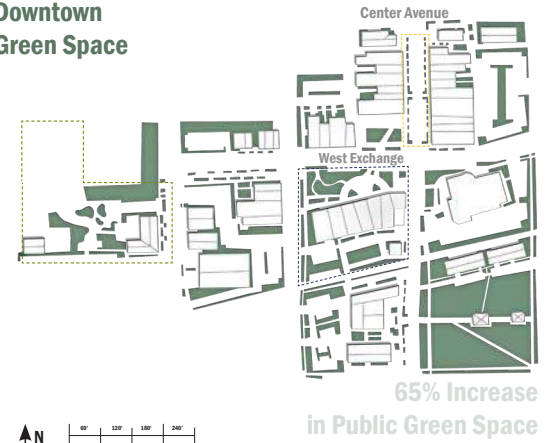 Downtown
Green Space
Center Avenue
West Exchange
65% Increase
in Public Green Space
N
60' 120' 180' 240'